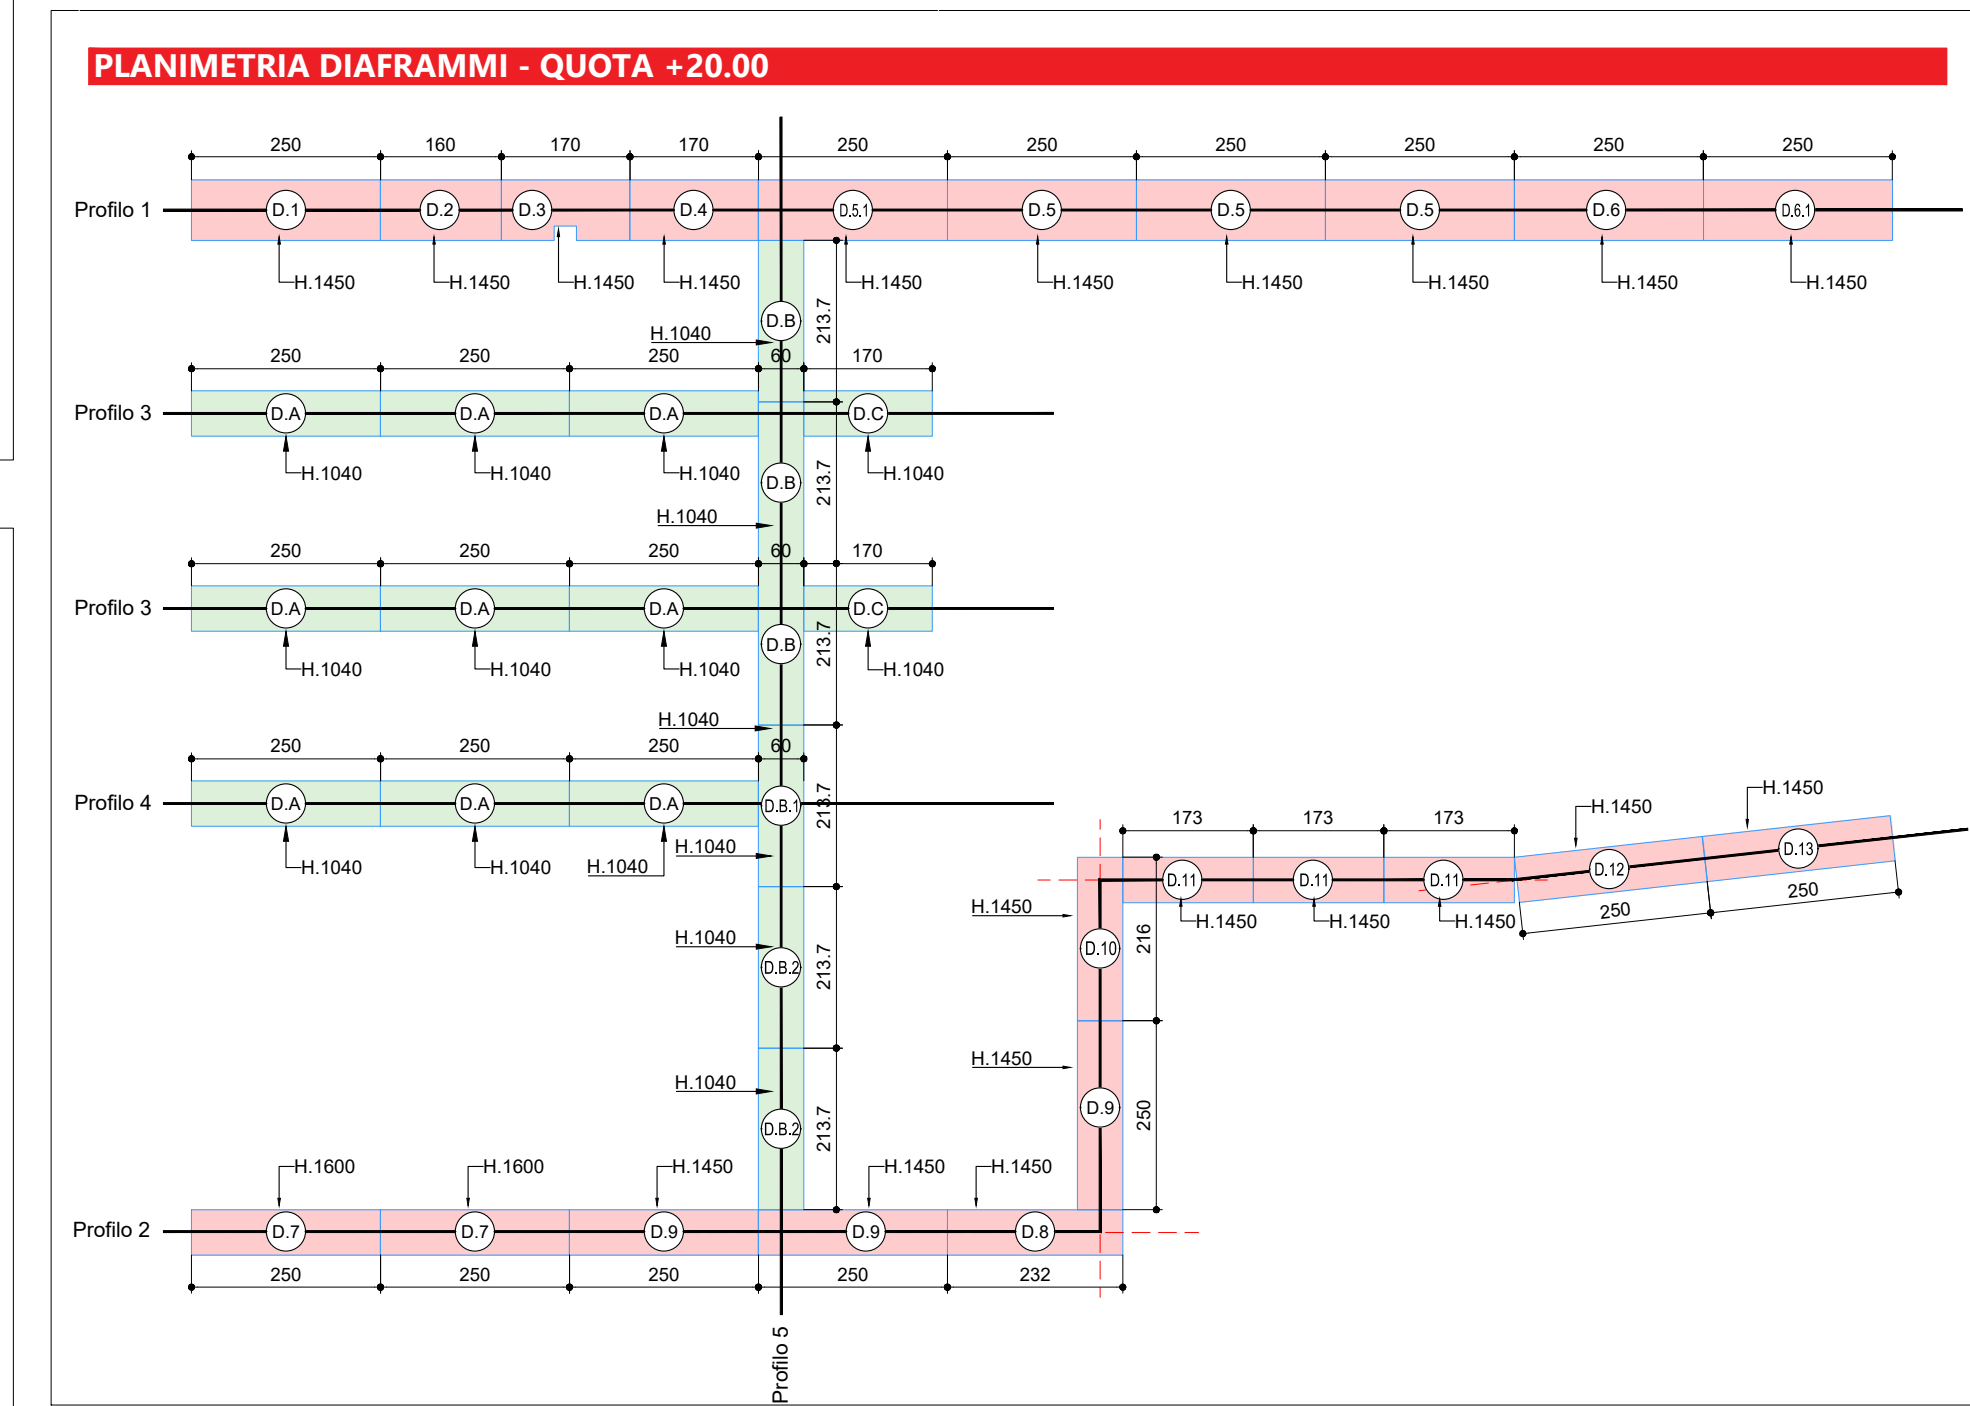 PLANIMETRIA DIAFRAMMI - QUOTA +20.00
250 160 170 170 250 250 250 250 250 250
Profilo 1 D.1 D.2 D.3 D.4 D.5.1 D.5 D.5 D.5 D.6 D.6.1
H.1450 H.1450 H.1450 H.1450 H.1450 H.1450 H.1450 H.1450 H.1450 H.1450
D.B 213.7
H.1040
250 250 250 60 170
Profilo 3 D.A D.A D.A D.C
H.1040 H.1040 H.1040 H.1040
D.B 213.7
H.1040
250 250 250 60 170
Profilo 3 D.A D.A D.A D.C
D.B 213.7
H.1040 H.1040 H.1040 H.1040
H.1040
250 250 250 60
Profilo 4 D.A D.A D.A D.B.1 213.7
H.1040 H.1040 H.1040 H.1040
H.1450 H.1450
173 173 173
D.11 D.11 D.11 D.12 D.13
H.1450 H.1450 H.1450 250 250
H.1450
H.1040 D.10 216
D.B.2 213.7
H.1450
H.1040 D.9 250
D.B.2 213.7
H.1600 H.1600 H.1450 H.1450 H.1450
Profilo 2 D.7 D.7 D.9 D.9 D.8
250 250 250 250 232
Profilo 5